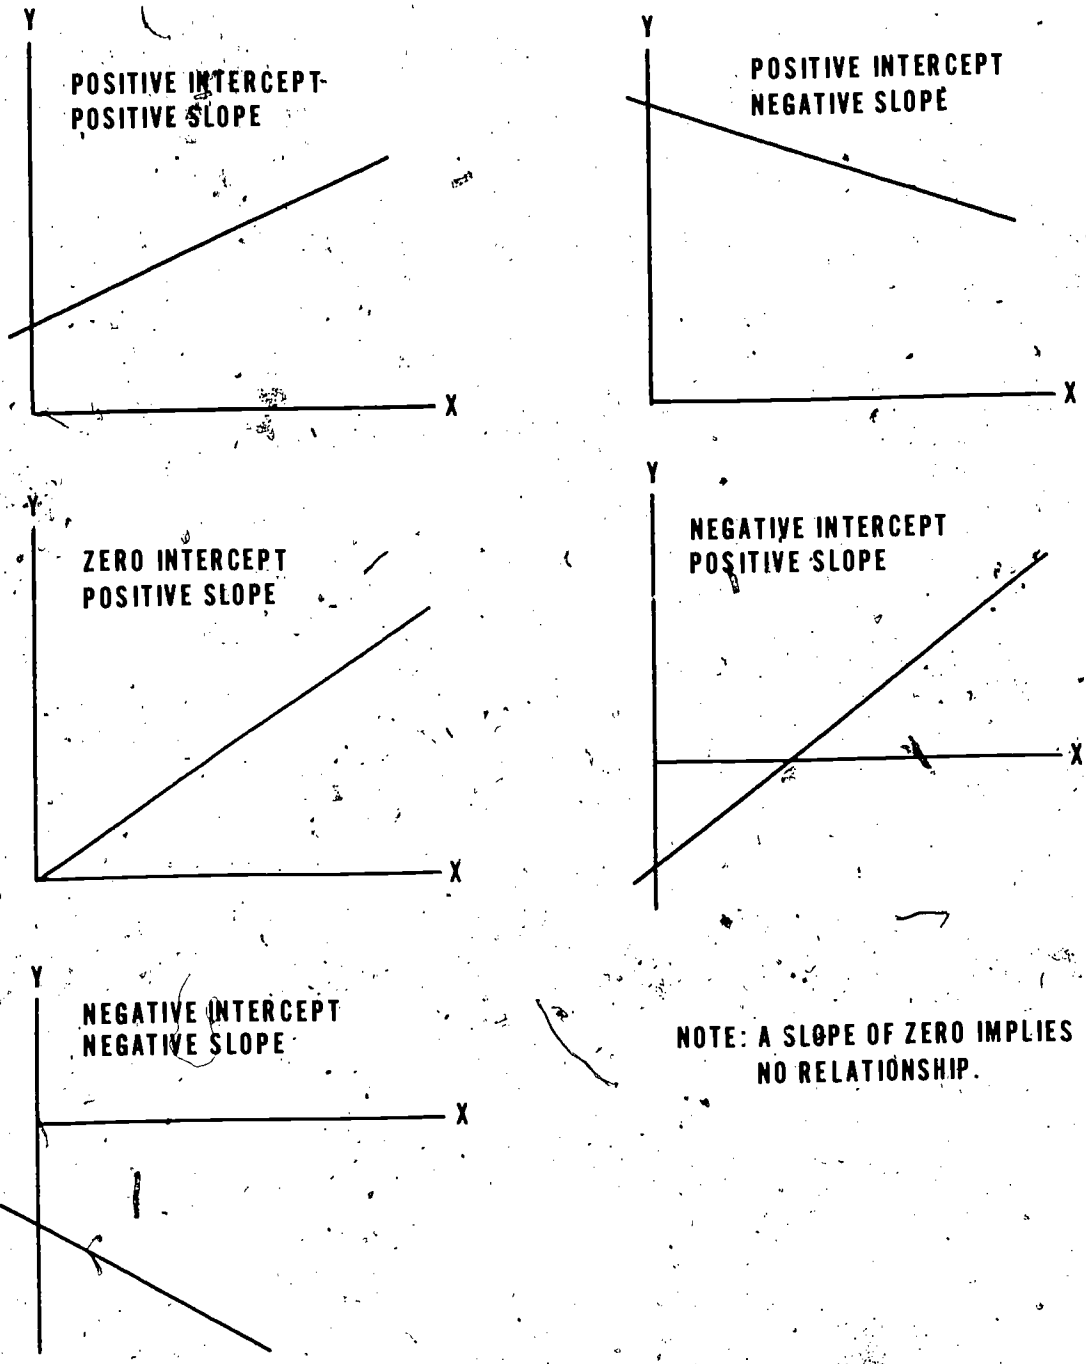 Y
POSITIVE INTERCEPT
POSITIVE SLOPE
X
Y
POSITIVE INTERCEPT
NEGATIVE SLOPE
X
Y
ZERO INTERCEPT
POSITIVE SLOPE
X
Y
NEGATIVE INTERCEPT
POSITIVE SLOPE
X
Y
NEGATIVE INTERCEPT
NEGATIVE SLOPE
X
NOTE: A SLOPE OF ZERO IMPLIES
NO RELATIONSHIP.